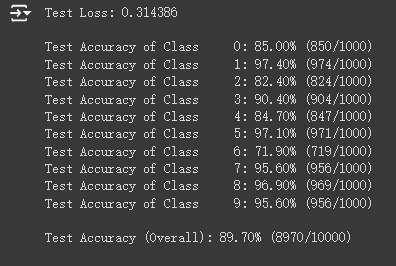 Test Loss: 0.314386
Test Accuracy of Class 0: 85.00% (850/1000)
Test Accuracy of Class 1: 97.40% (974/1000)
Test Accuracy of Class 2: 82.40% (824/1000)
Test Accuracy of Class 3: 90.40% (904/1000)
Test Accuracy of Class 4: 84.70% (847/1000)
Test Accuracy of Class 5: 97.10% (971/1000)
Test Accuracy of Class 6: 71.90% (719/1000)
Test Accuracy of Class 7: 95.60% (956/1000)
Test Accuracy of Class 8: 96.90% (969/1000)
Test Accuracy of Class 9: 95.60% (956/1000)
Test Accuracy (Overall): 89.70% (8970/10000)